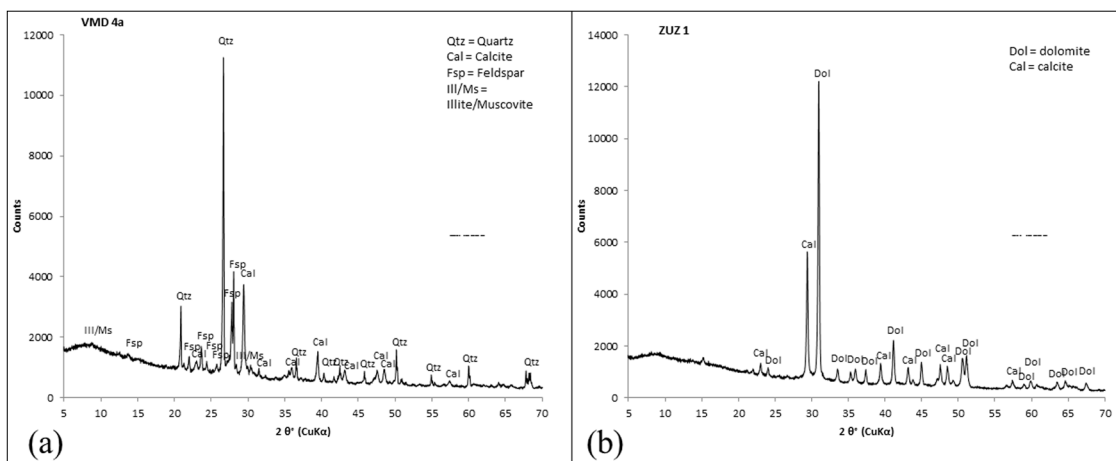 VMD 4a
12000
10000
8000
6000
4000
2000
0
Counts
Qtz = Quartz
Cal = Calcite
Fsp = Feldspar
Ill/Ms =
Illite/Muscovite
Qtz
Fsp
Cal
Qtz
Fsp
Ill/Ms
Fsp
Fsp
Fsp
Cal
Fsp
Fsp
Ill/Ms
Cal
Cal
Qtz
Cal
Qtz
Qtz
Cal
Qtz
Cal
Cal
Qtz
Qtz
Cal
Qtz
Qtz
5 10 15 20 25 30 35 40 45 50 55 60 65 70
2 θ° (CuKα)
(a)
ZUZ 1
14000
12000
10000
8000
6000
4000
2000
0
Counts
Dol = dolomite
Cal = calcite
Dol
Cal
Cal
Dol
Dol
Dol
Dol
Cal
Dol
Cal
Dol
Cal
Cal
Dol
Dol
Cal
Dol
Dol
Dol
Dol
Dol
5 10 15 20 25 30 35 40 45 50 55 60 65 70
2 θ° (CuKα)
(b)